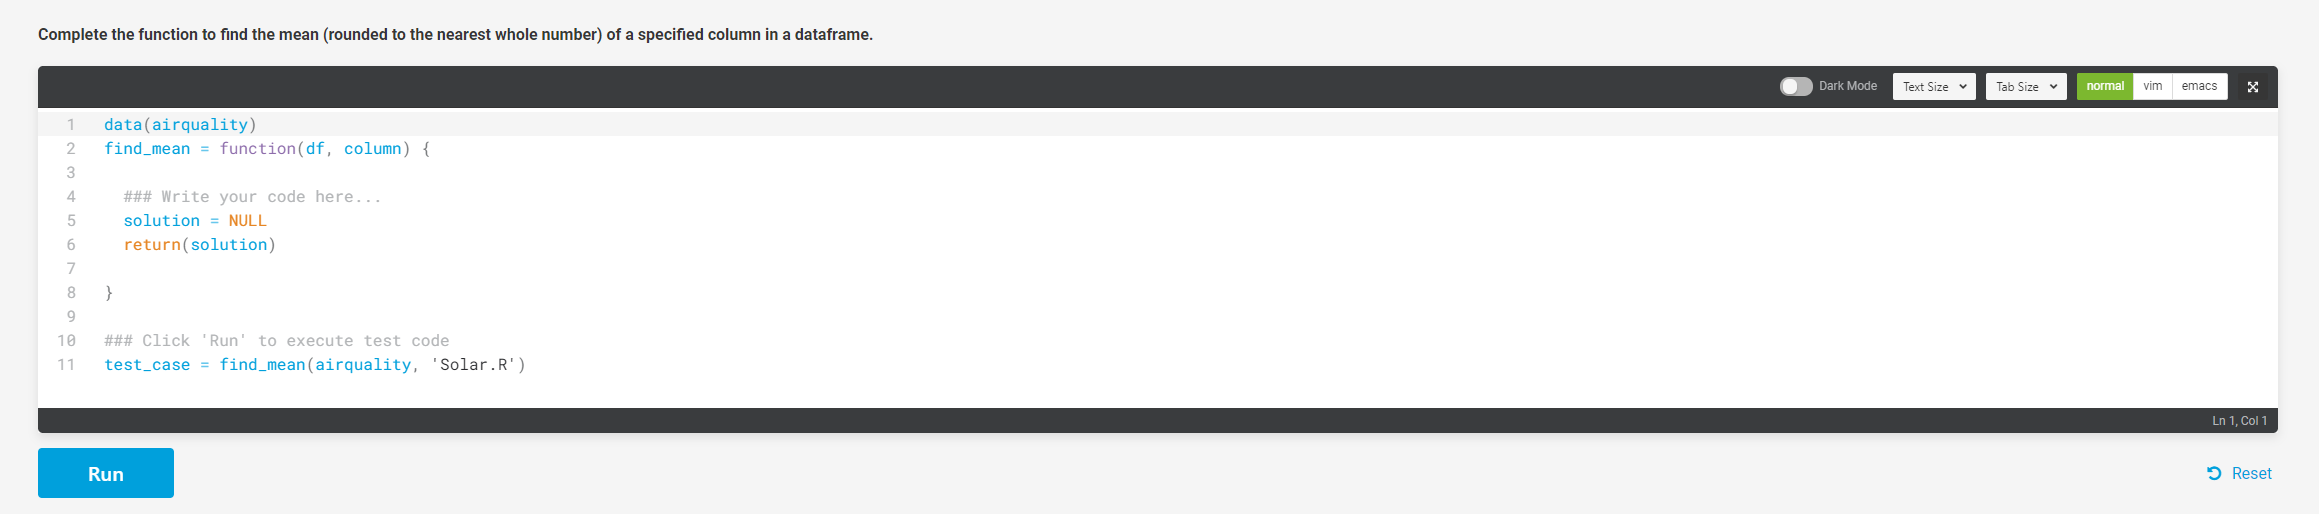 Complete the function to find the mean (rounded to the nearest whole number) of a specified column in a dataframe.
Dark Mode Text Size Tab Size normal vim emacs
1 data(airquality)
2 find_mean = function(df, column) {
3
4 ### Write your code here...
5 solution = NULL
6 return(solution)
7
8 }
9
10 ### Click 'Run' to execute test code
11 test_case = find_mean(airquality, 'Solar.R')
Ln 1, Col 1
Run Reset